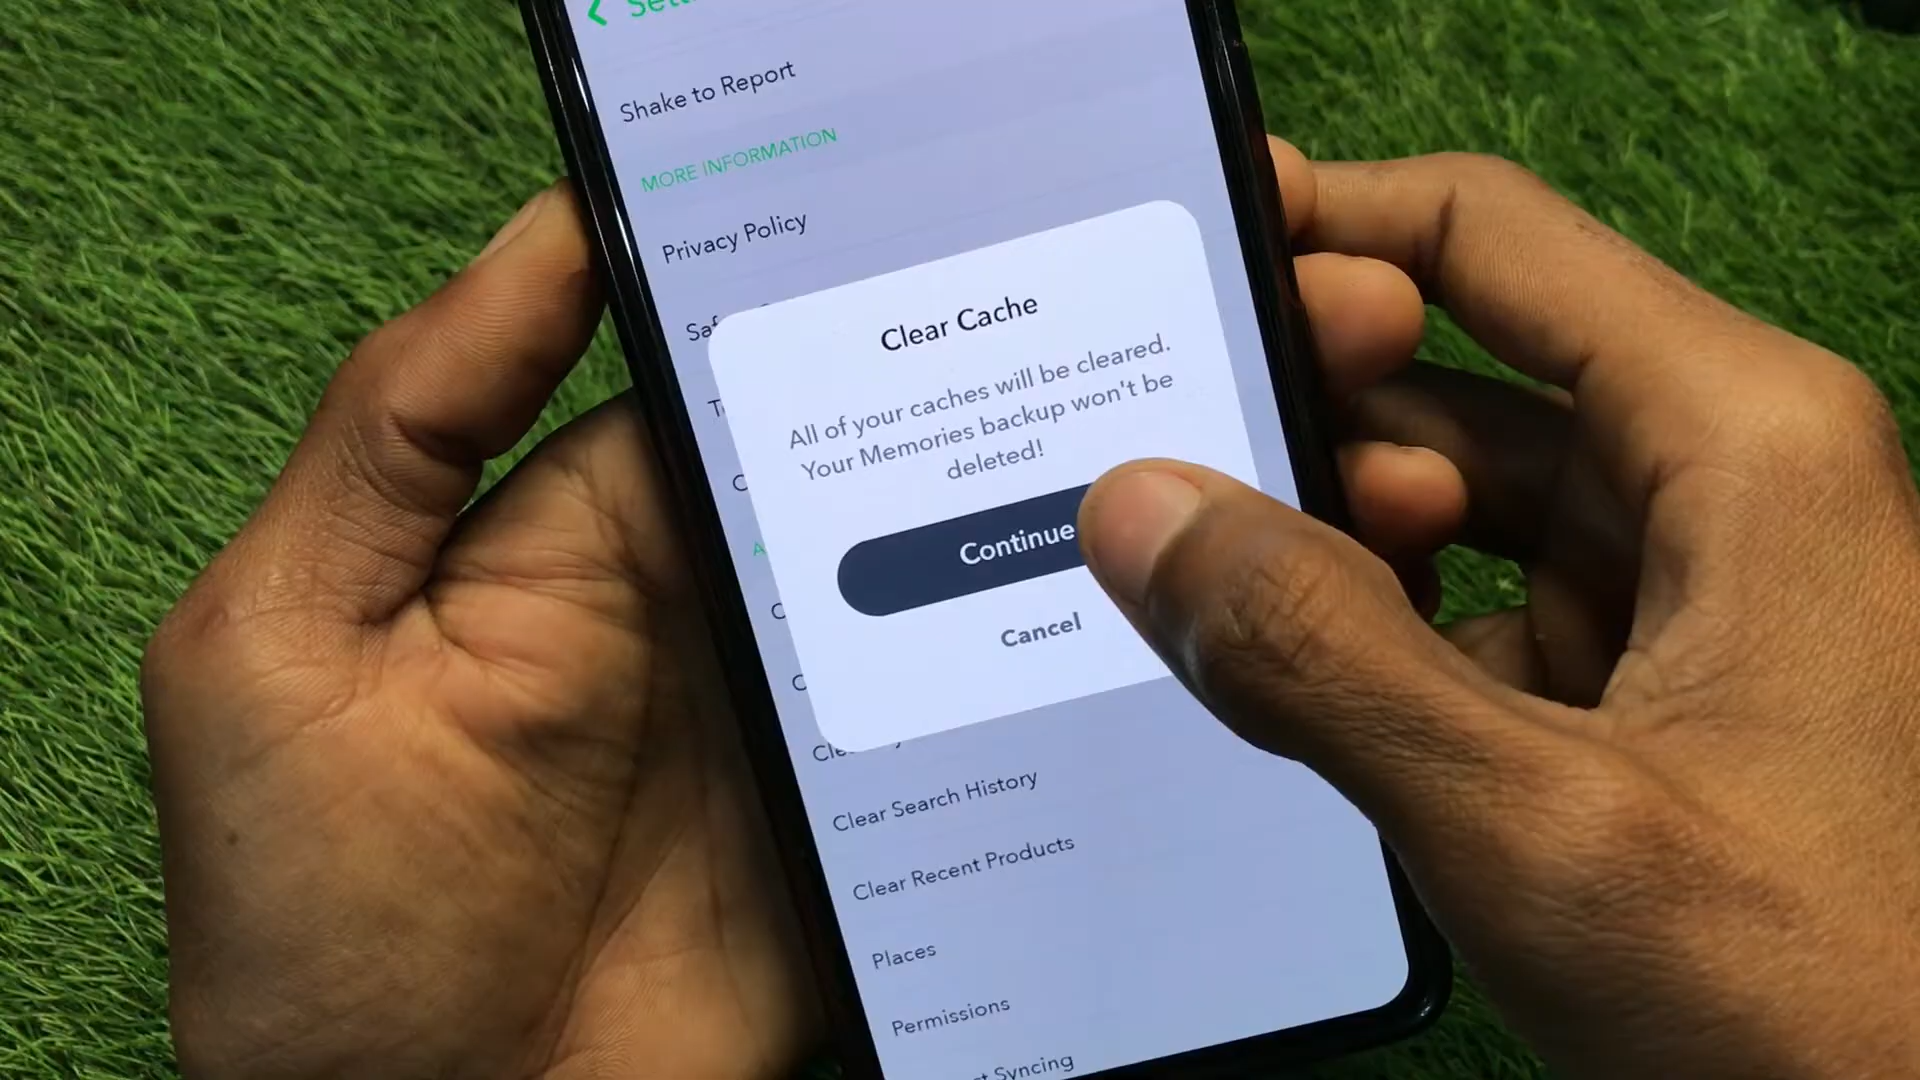 Shake to Report
MORE INFORMATION
Privacy Policy
Clear Cache
All of your caches will be cleared.
Your Memories backup won't be
deleted!
Continue
Cancel
Clear Search History
Clear Recent Products
Places
Permissions
Syncing